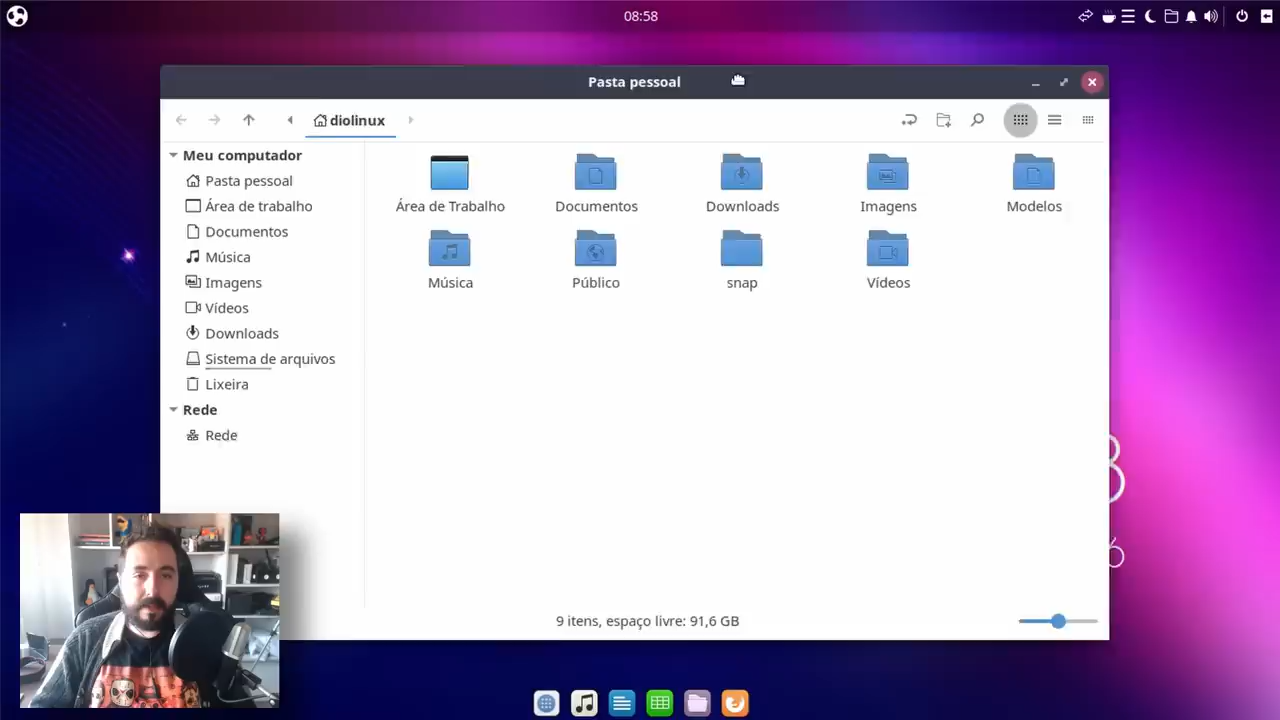 08:58
Pasta pessoal
diolinux
Meu computador
Pasta pessoal
Área de trabalho
Documentos
Música
Imagens
Vídeos
Downloads
Sistema de arquivos
Lixeira
Rede
Rede
Área de Trabalho
Documentos
Downloads
Imagens
Modelos
Música
Público
snap
Vídeos
9 itens, espaço livre: 91,6 GB